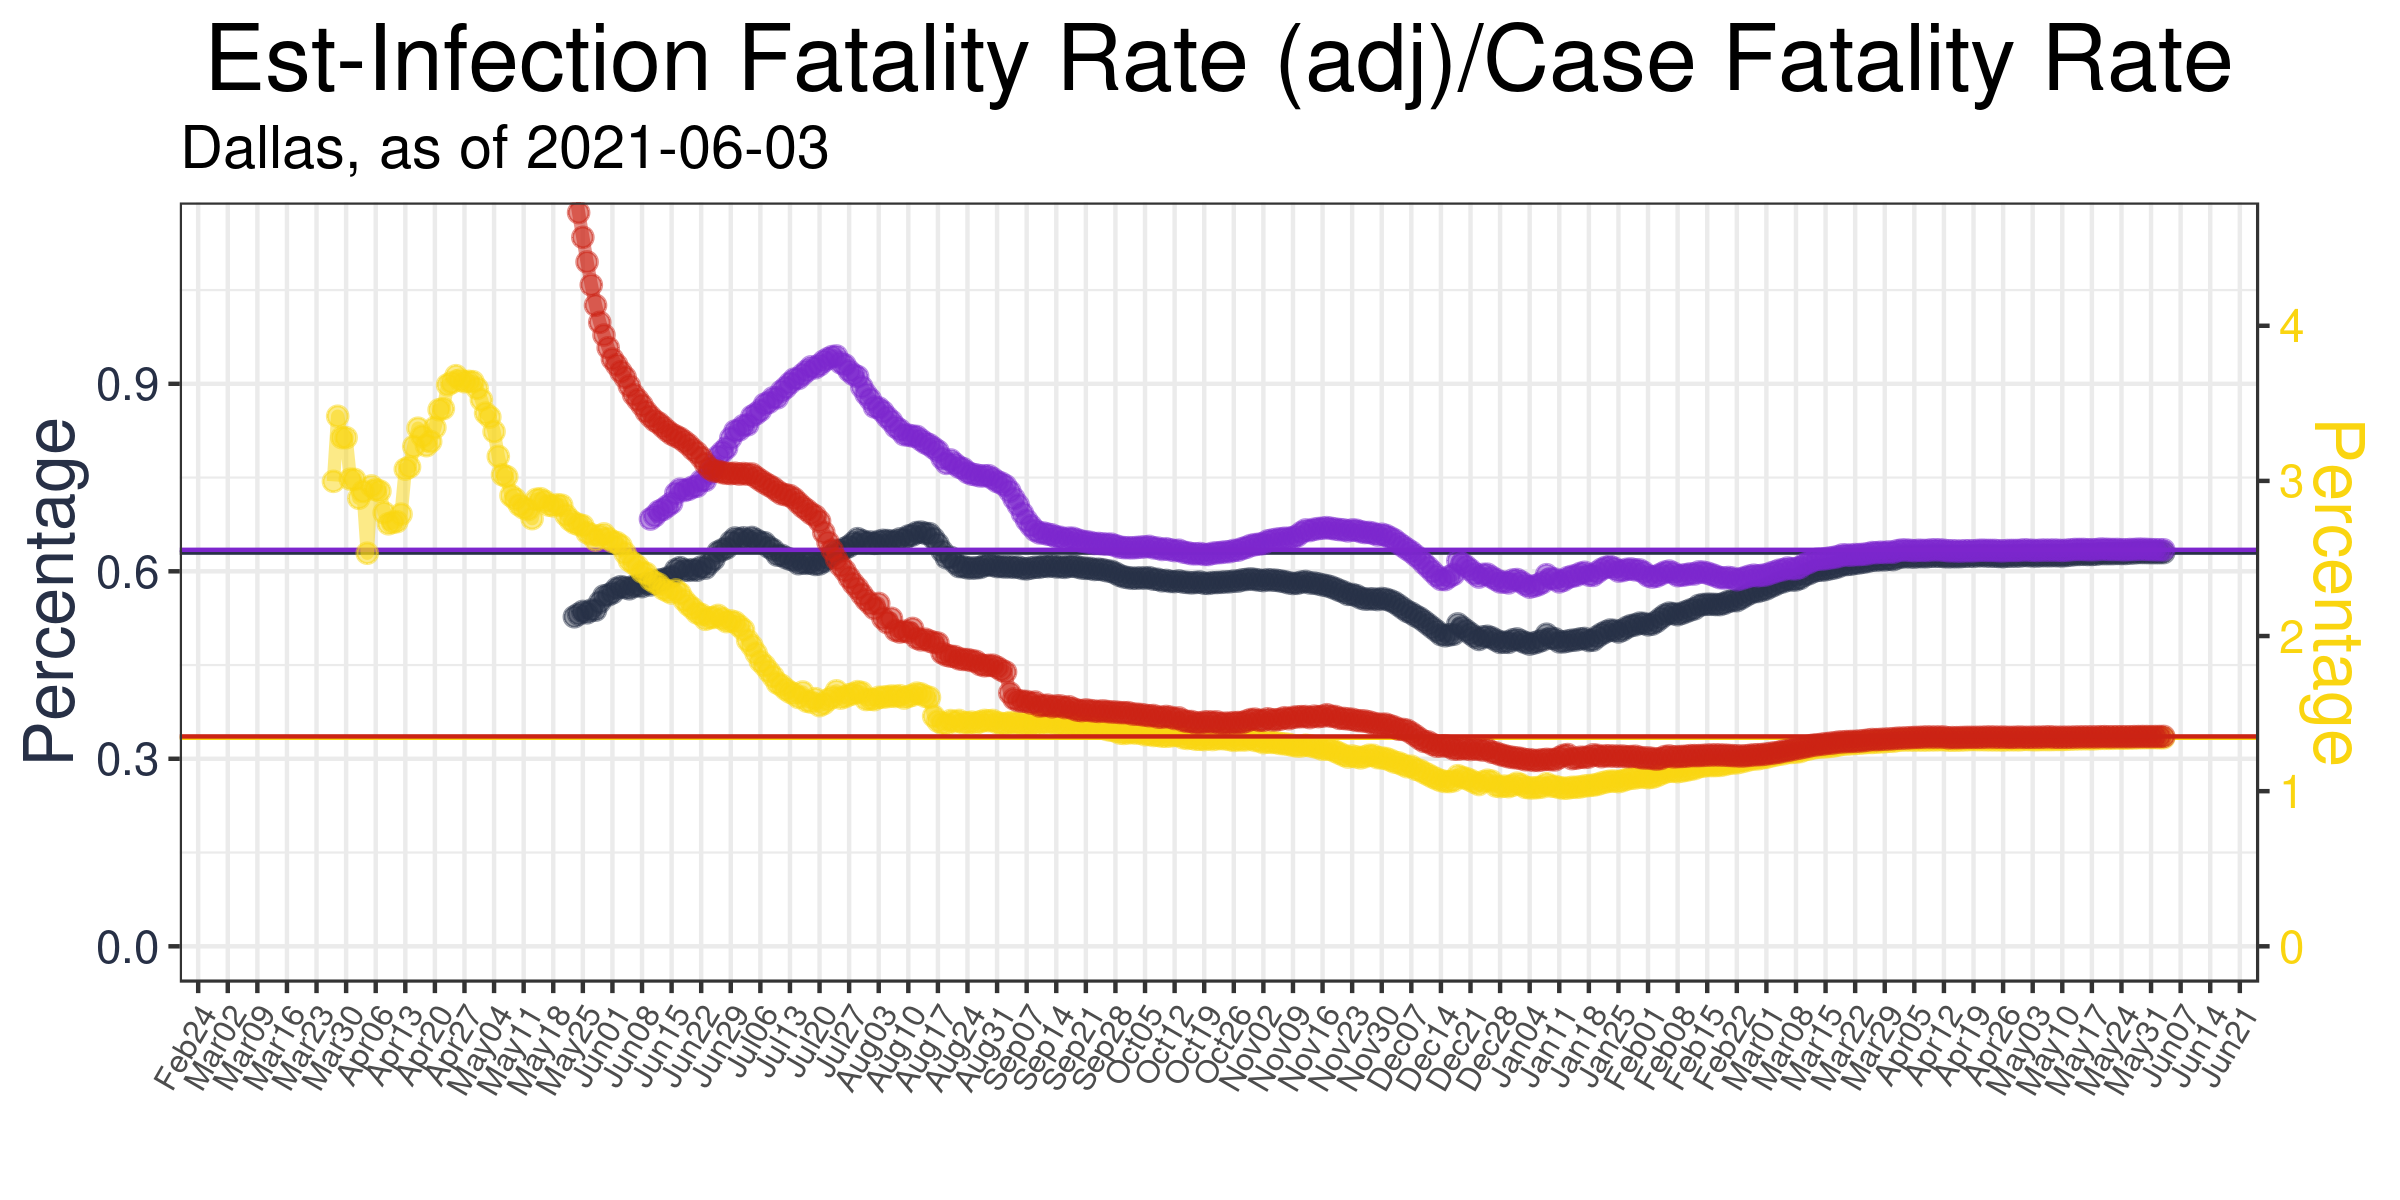 Est-Infection Fatality Rate (adj)/Case Fatality Rate
Dallas, as of 2021-06-03
Percentage
0.9
0.6
0.3
0.0
4
3
2
1
0
Percentage
Feb24
Mar02
Mar09
Mar16
Mar23
Mar30
Apr06
Apr13
Apr20
Apr27
May04
May11
May18
May25
Jun01
Jun08
Jun15
Jun22
Jun29
Jul06
Jul13
Jul20
Jul27
Aug03
Aug10
Aug17
Aug24
Aug31
Sep07
Sep14
Sep21
Sep28
Oct05
Oct12
Oct19
Oct26
Nov02
Nov09
Nov16
Nov23
Nov30
Dec07
Dec14
Dec21
Dec28
Jan04
Jan11
Jan18
Jan25
Feb01
Feb08
Feb15
Feb22
Mar01
Mar08
Mar15
Mar22
Mar29
Apr05
Apr12
Apr19
Apr26
May03
May10
May17
May24
May31
Jun07
Jun14
Jun21